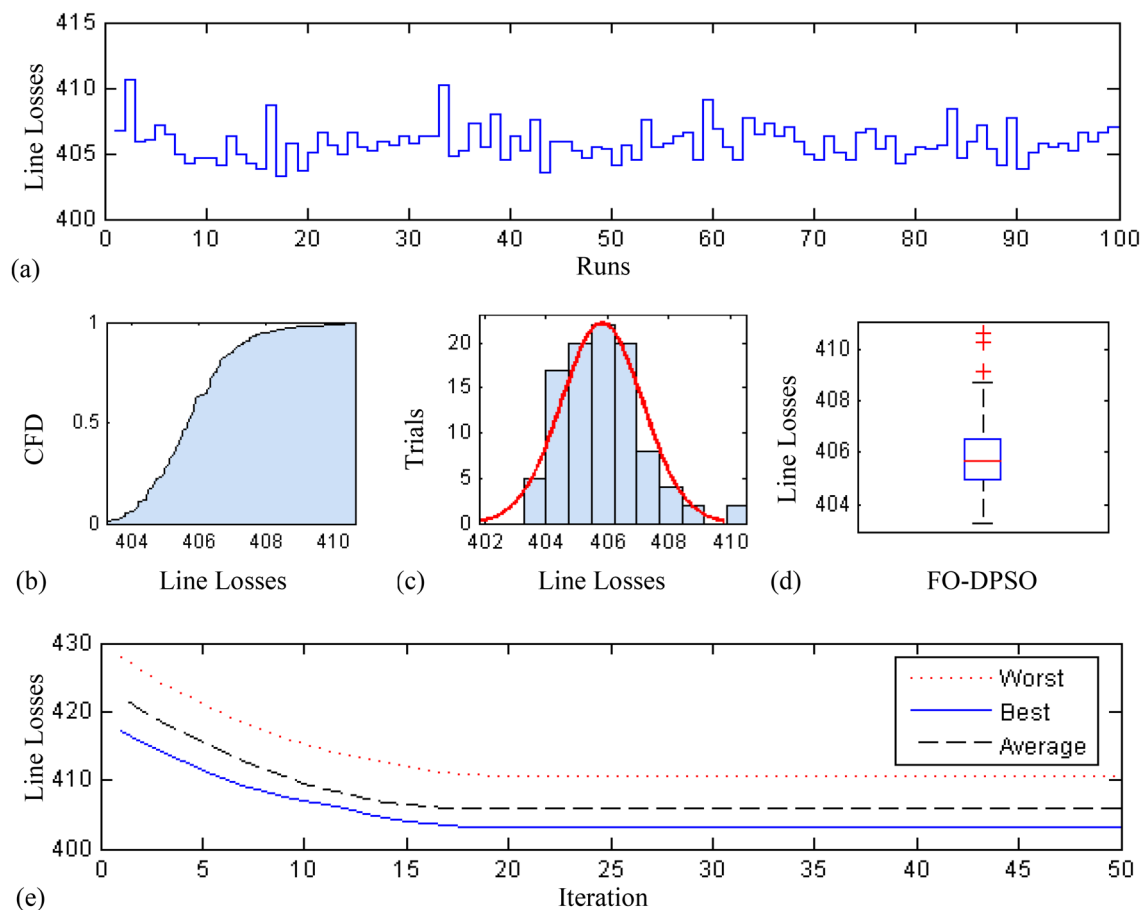 (a)
Line Losses
415
410
405
400
0 10 20 30 40 50 60 70 80 90 100
Runs
(b)
CFD
1
0.5
0
404 406 408 410
Line Losses
(c)
Trials
20
15
10
5
0
402 404 406 408 410
Line Losses
(d)
Line Losses
410
408
406
404
FO-DPSO
(e)
Line Losses
430
420
410
400
0 5 10 15 20 25 30 35 40 45 50
Iteration
Worst
Best
Average